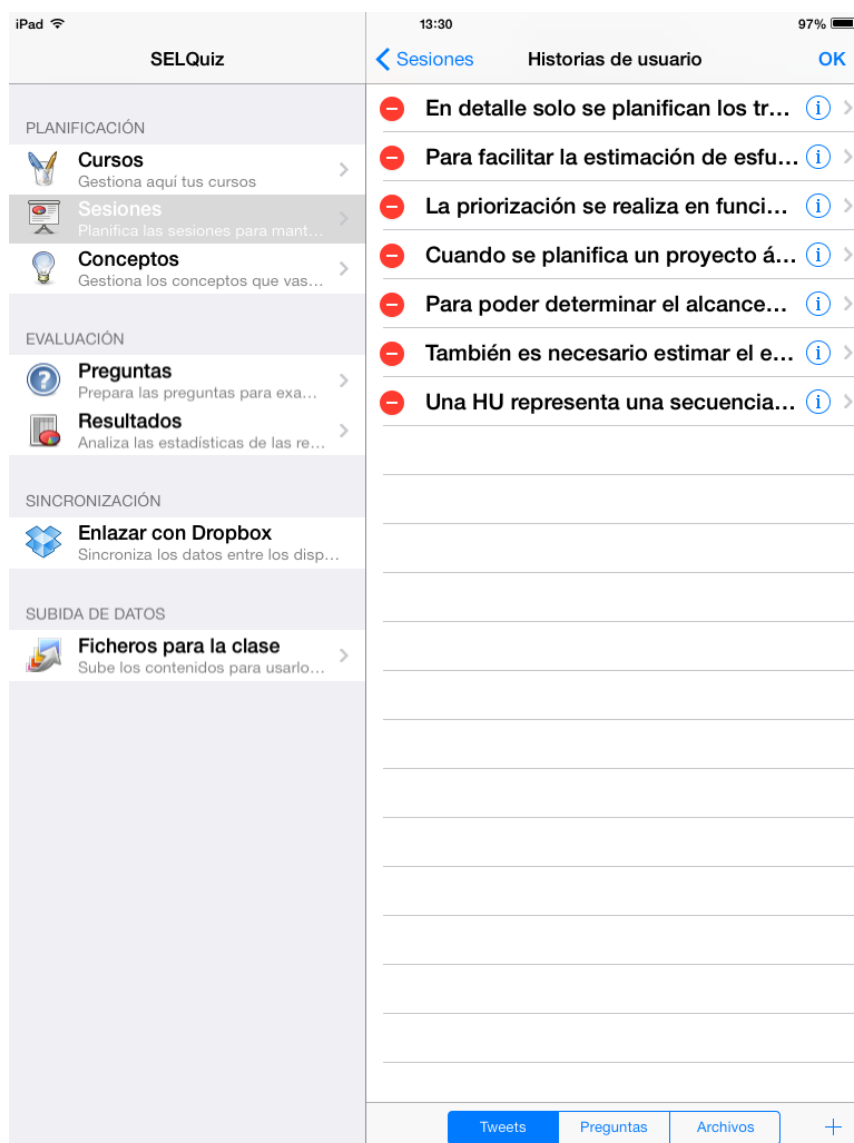 iPad 13:30 97%
SELQuiz
PLANIFICACIÓN
Cursos
Gestiona aquí tus cursos
Sesiones
Planifica las sesiones para mant...
Conceptos
Gestiona los conceptos que vas...
EVALUACIÓN
Preguntas
Prepara las preguntas para exa...
Resultados
Analiza las estadísticas de las re...
SINCRONIZACIÓN
Enlazar con Dropbox
Sincroniza los datos entre los disp...
SUBIDA DE DATOS
Ficheros para la clase
Sube los contenidos para usarlo...
Sesiones Historias de usuario OK
En detalle solo se planifican los tr...
Para facilitar la estimación de esfu...
La priorización se realiza en funci...
Cuando se planifica un proyecto á...
Para poder determinar el alcance...
También es necesario estimar el e...
Una HU representa una secuencia...
Tweets Preguntas Archivos +